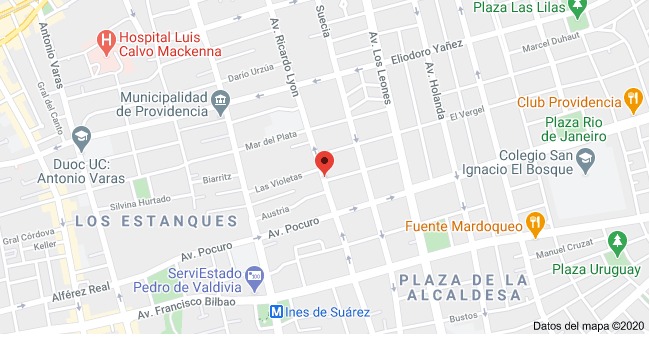 Plaza Las Lilas
Suecia
Hospital Luis
Calvo Mackenna
Antonio Varas
Av. Ricardo Lyon
Av. Los Leones
Eliodoro Yañez
Marcel Duhaut
Dario Urzúa
Av. Holanda
Gral del Canto
Municipalidad
de Providencia
Club Providencia
El Vergel
Plaza Rio
de Janeiro
Mar del Plata
Duoc UC:
Antonio Varas
Colegio San
Ignacio El Bosque
Biarritz
Las Violetas
Silvina Hurtado
Austria
LOS ESTANQUES
Av. Pocuro
Av. Pocuro
Fuente Mardoqueo
Gral Córdova
Keller
Manuel Cruzat
Plaza Uruguay
ServiEstado
Pedro de Valdivia
PLAZA DE LA
ALCALDESA
Alférez Real
Av. Francisco Bilbao
M Ines de Suárez
Bustos
Datos del mapa ©2020